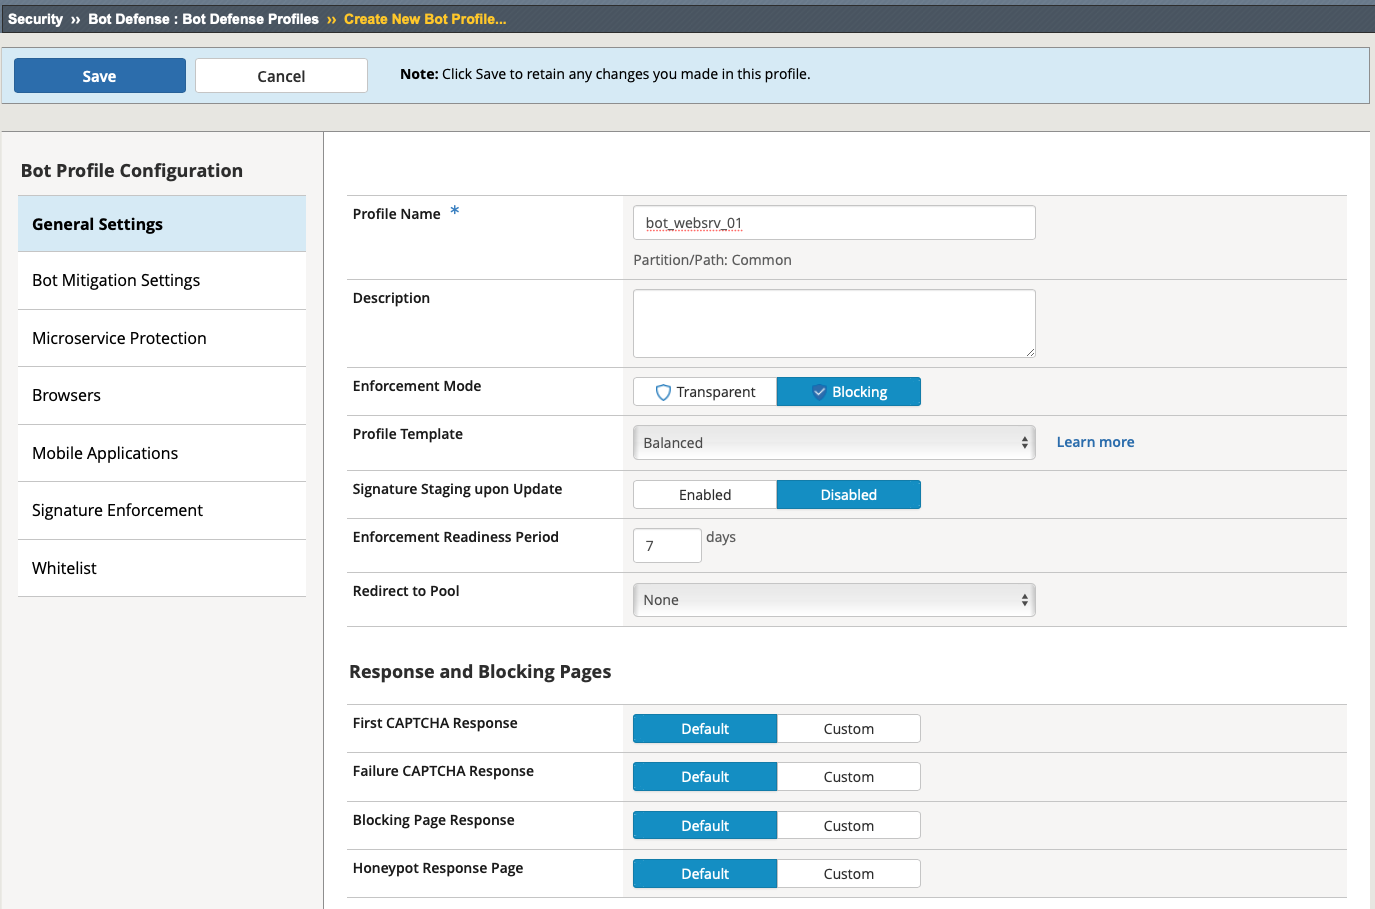 Security ›› Bot Defense : Bot Defense Profiles ›› Create New Bot Profile...
Save Cancel Note: Click Save to retain any changes you made in this profile.
Bot Profile Configuration
General Settings
Bot Mitigation Settings
Microservice Protection
Browsers
Mobile Applications
Signature Enforcement
Whitelist
Profile Name * bot_websrv_01
Partition/Path: Common
Description
Enforcement Mode Transparent Blocking
Profile Template Balanced Learn more
Signature Staging upon Update Enabled Disabled
Enforcement Readiness Period 7 days
Redirect to Pool None
Response and Blocking Pages
First CAPTCHA Response Default Custom
Failure CAPTCHA Response Default Custom
Blocking Page Response Default Custom
Honeypot Response Page Default Custom